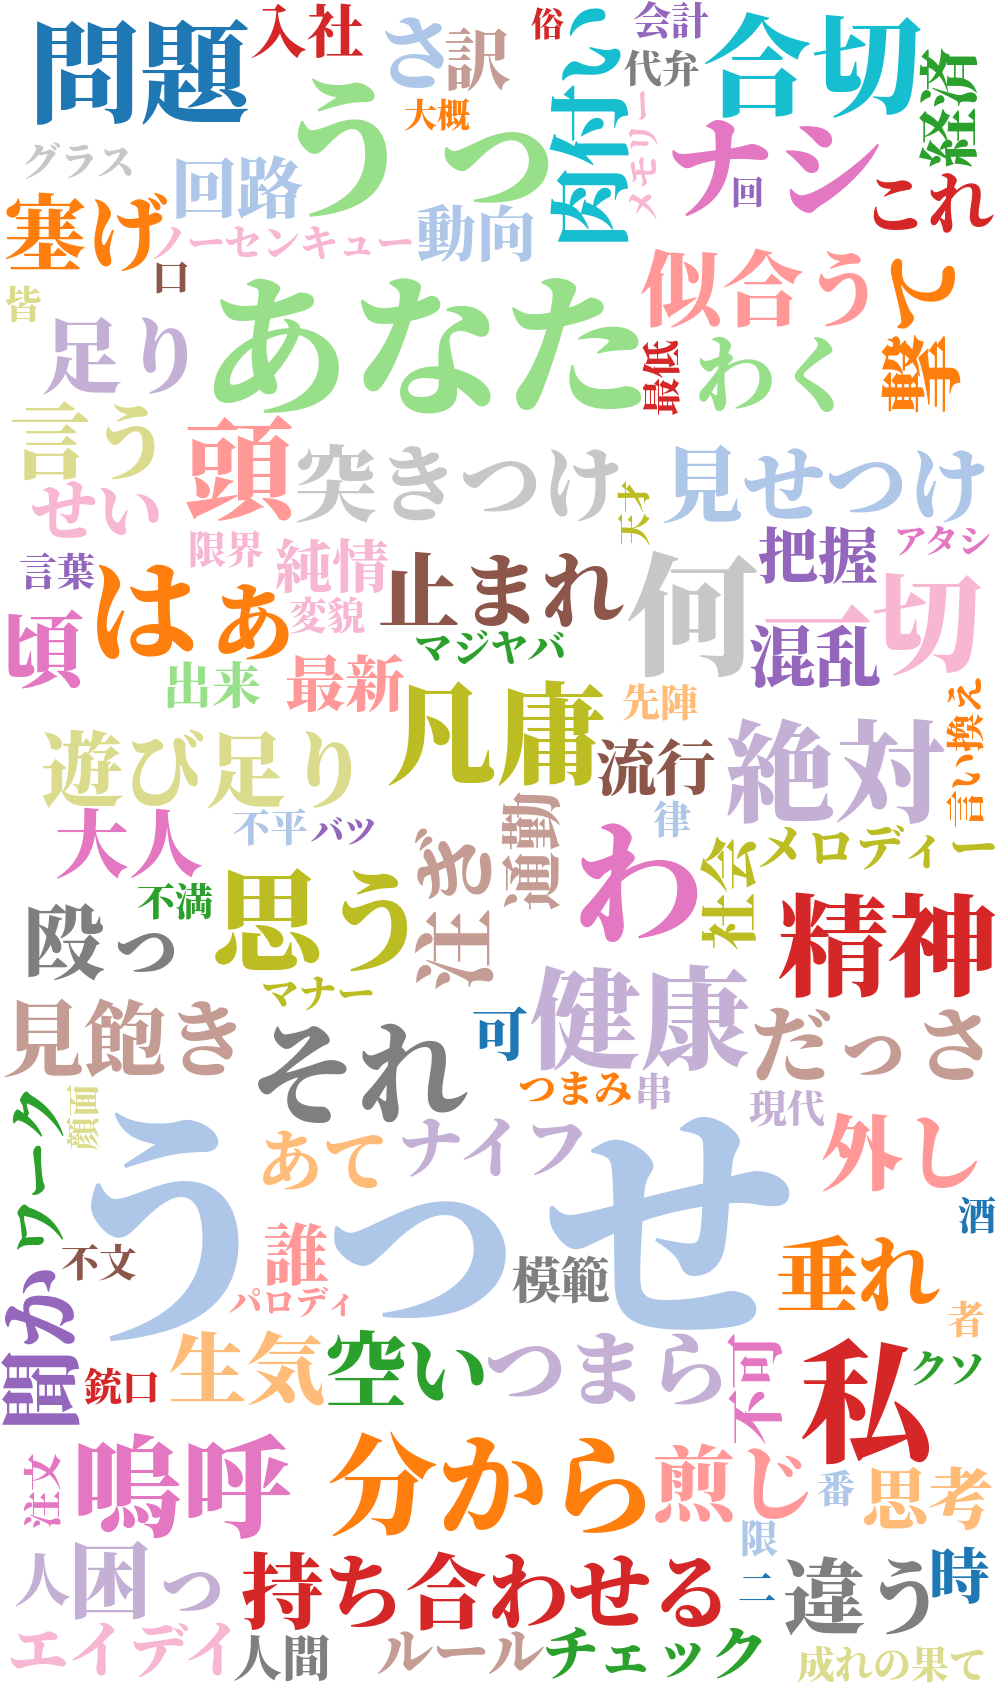 問題
入社
さ
訳
俗
会計
代弁
合切
経済
大概
うっ
肉付い
メモリー
ナシ
回
これ
グラス
回路
塞げ
ノーセンキュー
動向
口
皆
足り
あなた
似合う
撃て
最低
わく
言う
頭
突きつけ
見せつけ
せい
天才
限界
純情
言葉
変貌
はぁ
止まれ
何
把握
アタシ
一切
頃
マジヤバ
混乱
出来
最新
凡庸
先陣
言い換え
遊び足り
流行
絶対
大人
不平
バツ
律
注ぎ
通勤
わ
社会
メロディー
不満
殴っ
思う
精神
マナー
見飽き
それ
可
健康
だっさ
つまみ
串
現代
ワーク
顔面
うっせ
あて
ナイフ
外し
酒
不文
誰
パロディ
模範
垂れ
者
聞か
銃口
生気
空い
つまら
不可
私
クソ
注文
嗚呼
分から
煎じ
番
思考
限
人
困っ
持ち合わせる
二
違う
時
エイデイ
人間
ルール
チェック
成れの果て